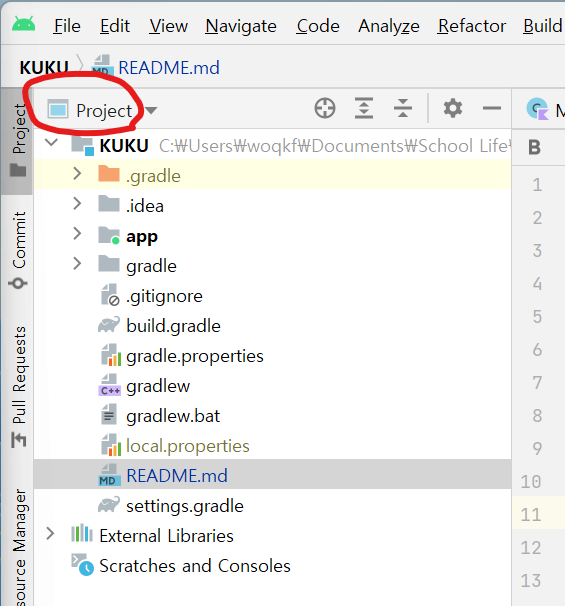 File Edit View Navigate Code Analyze Refactor Build
KUKU README.md
Project
Project
KUKU C:₩Users₩woqkf₩Documents₩School Life₩
.gradle
.idea
app
gradle
.gitignore
build.gradle
gradle.properties
gradlew
gradlew.bat
local.properties
README.md
settings.gradle
External Libraries
Scratches and Consoles
Commit
Pull Requests
source Manager
MD
C++
MD
C
M
B
1
2
3
4
5
6
7
8
9
10
11
12
13